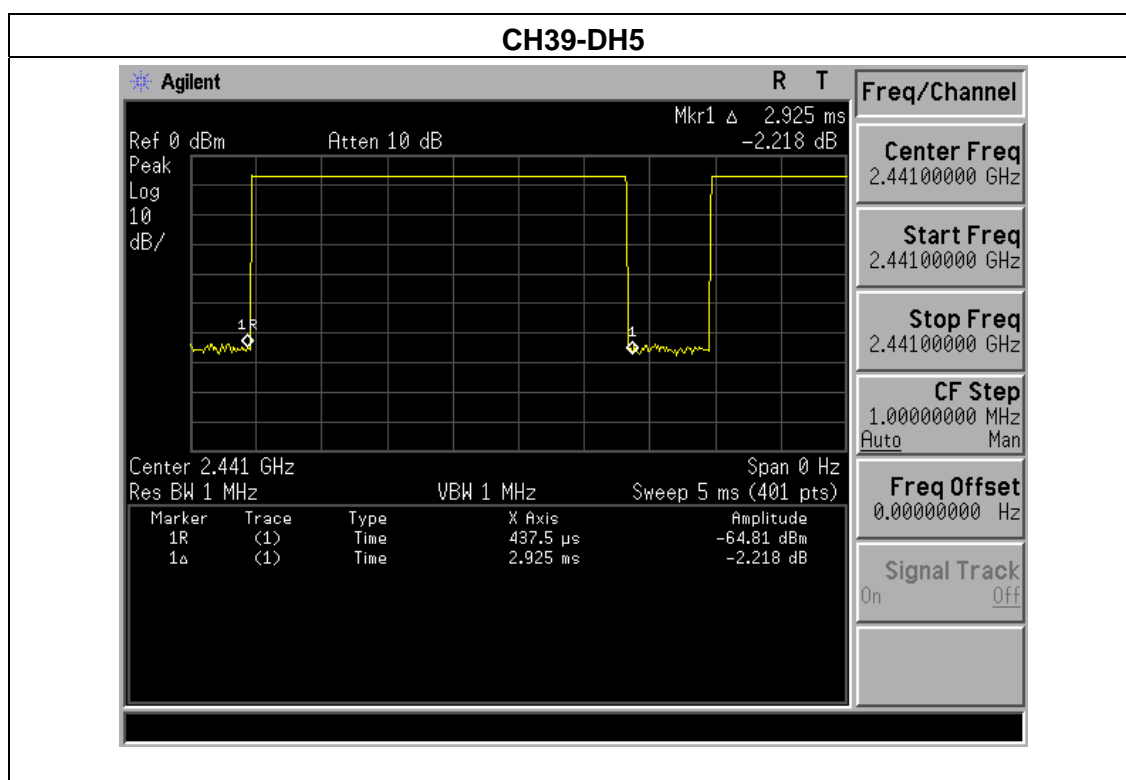 CH39-DH5
Agilent R T
Mkr1 Δ 2.925 ms
Ref 0 dBm Atten 10 dB -2.218 dB
Peak
Log
10
dB/
1R
1
Center 2.441 GHz Span 0 Hz
Res BW 1 MHz VBW 1 MHz Sweep 5 ms (401 pts)
Marker Trace Type X Axis Amplitude
1R (1) Time 437.5 µs -64.81 dBm
1Δ (1) Time 2.925 ms -2.218 dB
Freq/Channel
Center Freq
2.44100000 GHz
Start Freq
2.44100000 GHz
Stop Freq
2.44100000 GHz
CF Step
1.00000000 MHz
Auto Man
Freq Offset
0.00000000 Hz
Signal Track
On Off